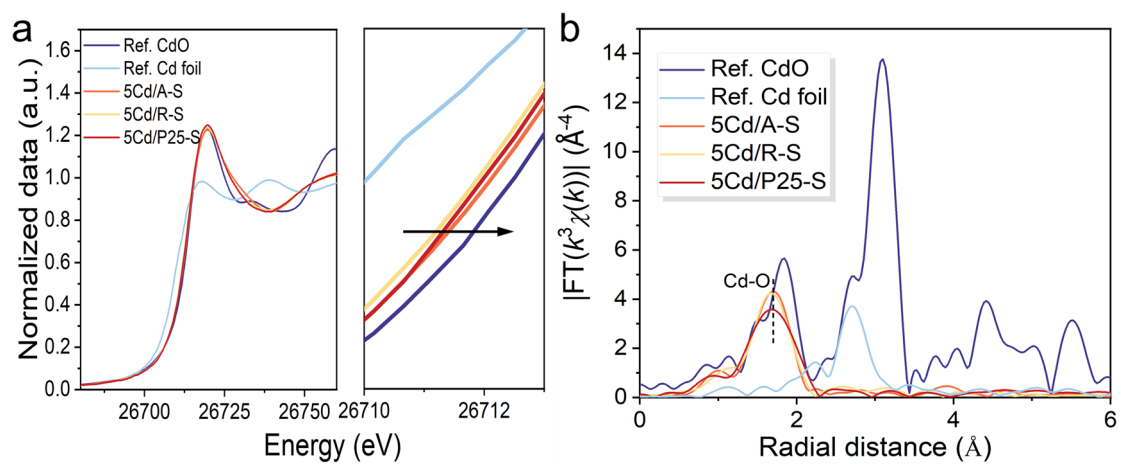 a
Normalized data (a.u.)
1.6
1.4
1.2
1.0
0.8
0.6
0.4
0.2
0.0
Ref. CdO
Ref. Cd foil
5Cd/A-S
5Cd/R-S
5Cd/P25-S
26700
26725
26750
26710
26712
Energy (eV)
b
|FT(k³χ(k))| (Å-4)
14
12
10
8
6
4
2
0
Ref. CdO
Ref. Cd foil
5Cd/A-S
5Cd/R-S
5Cd/P25-S
Cd-O
0
2
4
6
Radial distance (Å)